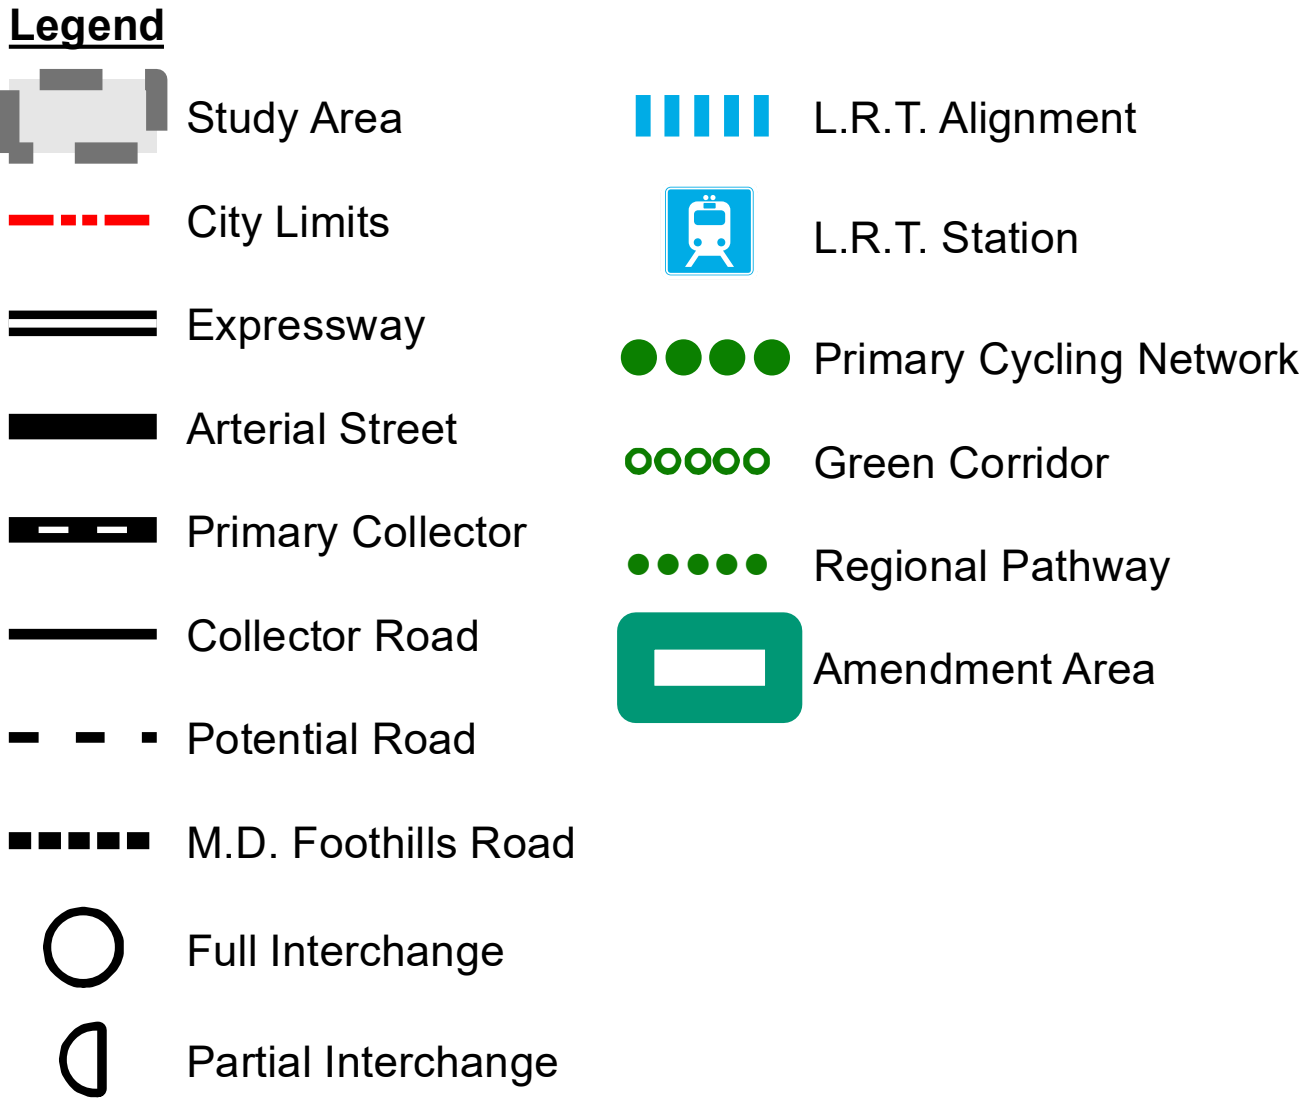 Legend
Study Area
City Limits
Expressway
Arterial Street
Primary Collector
Collector Road
Potential Road
M.D. Foothills Road
Full Interchange
Partial Interchange
L.R.T. Alignment
L.R.T. Station
Primary Cycling Network
Green Corridor
Regional Pathway
Amendment Area